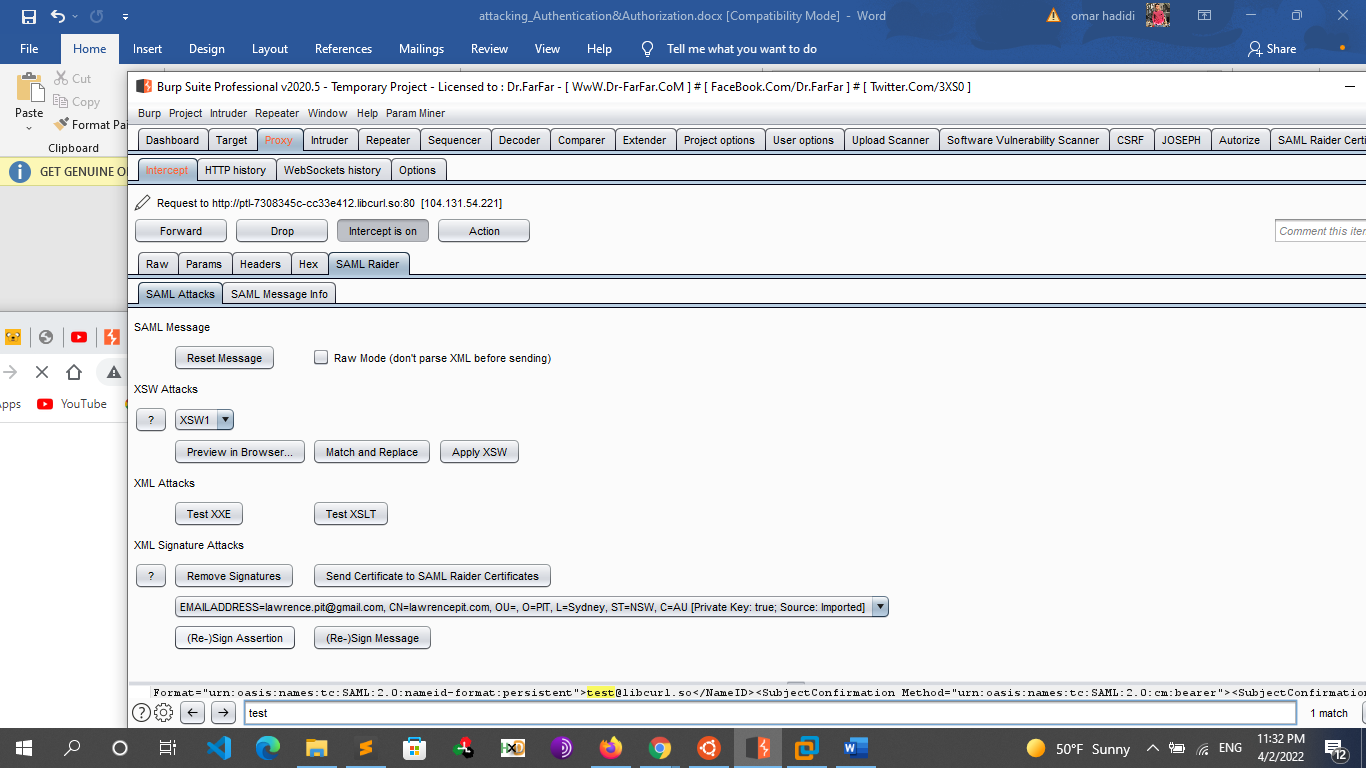 attacking_Authentication&Authorization.docx [Compatibility Mode] - Word
omar hadidi
File Home Insert Design Layout References Mailings Review View Help Tell me what you want to do Share
Cut
Copy
Paste
Format Pai
Clipboard
GET GENUINE O
Burp Suite Professional v2020.5 - Temporary Project - Licensed to : Dr.FarFar - [ WwW.Dr-FarFar.CoM ] # [ FaceBook.Com/Dr.FarFar ] # [ Twitter.Com/3XS0 ]
Burp Project Intruder Repeater Window Help Param Miner
Dashboard Target Proxy Intruder Repeater Sequencer Decoder Comparer Extender Project options User options Upload Scanner Software Vulnerability Scanner CSRF JOSEPH Autorize SAML Raider Certi
Intercept HTTP history WebSockets history Options
Request to http://ptl-7308345c-cc33e412.libcurl.so:80 [104.131.54.221]
Forward Drop Intercept is on Action Comment this iter
Raw Params Headers Hex SAML Raider
SAML Attacks SAML Message Info
SAML Message
Reset Message Raw Mode (don't parse XML before sending)
XSW Attacks
? XSW1
Preview in Browser... Match and Replace Apply XSW
XML Attacks
Test XXE Test XSLT
XML Signature Attacks
? Remove Signatures Send Certificate to SAML Raider Certificates
EMAILADDRESS=lawrence.pit@gmail.com, CN=lawrencepit.com, OU=, O=PIT, L=Sydney, ST=NSW, C=AU [Private Key: true; Source: Imported]
(Re-)Sign Assertion (Re-)Sign Message
Format="urn:oasis:names:tc:SAML:2.0:nameid-format:persistent">test@libcurl.so</NameID><SubjectConfirmation Method="urn:oasis:names:tc:SAML:2.0:cm:bearer"><SubjectConfirmation
? test 1 match
pps YouTube
50°F Sunny ENG
11:32 PM
4/2/2022
12